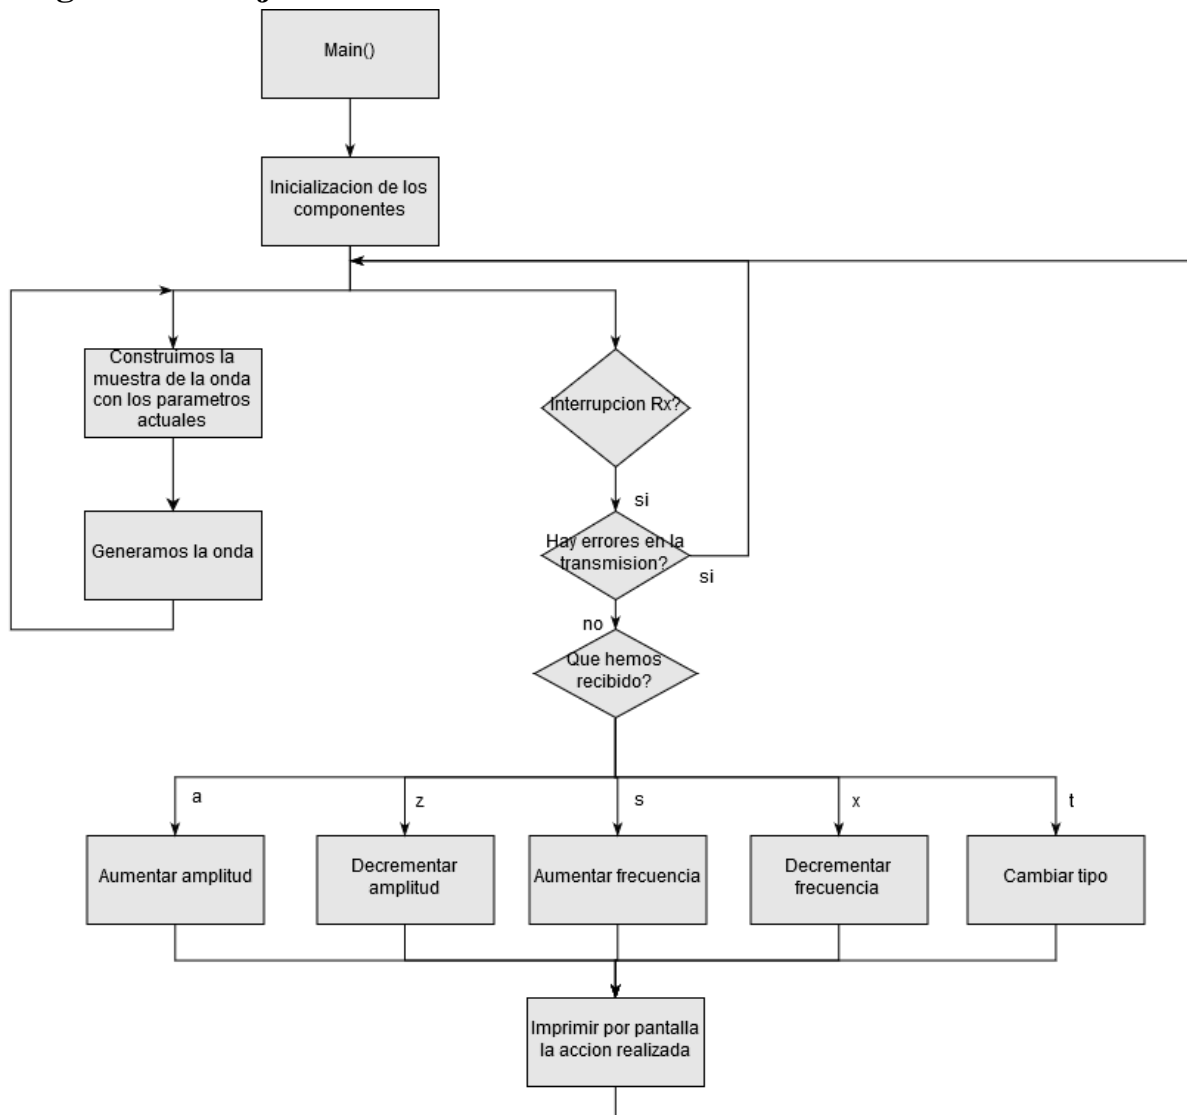 Main()
Inicializacion de los
componentes
Construimos la
muestra de la onda
con los parametros
actuales
Interrupcion Rx?
si
Generamos la onda
Hay errores en la
transmision?
si
no
Que hemos
recibido?
a
z
s
x
t
Aumentar amplitud
Decrementar
amplitud
Aumentar frecuencia
Decrementar
frecuencia
Cambiar tipo
Imprimir por pantalla
la accion realizada